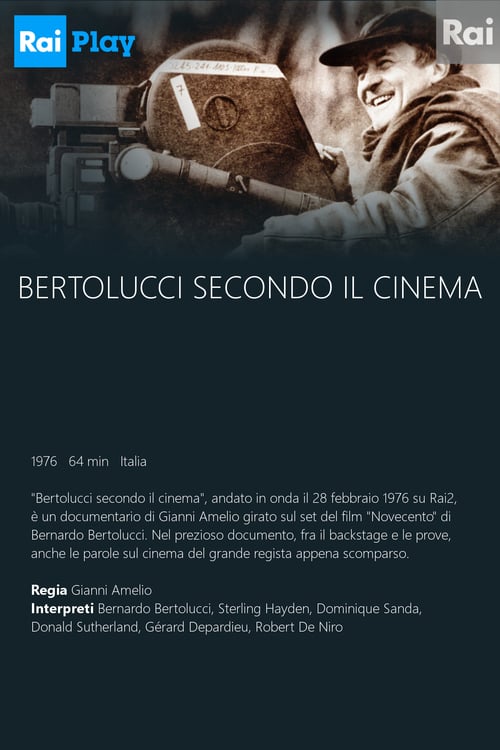 Rai Play
Rai
7
BERTOLUCCI SECONDO IL CINEMA
1976 64 min Italia
"Bertolucci secondo il cinema", andato in onda il 28 febbraio 1976 su Rai2,
è un documentario di Gianni Amelio girato sul set del film "Novecento" di
Bernardo Bertolucci. Nel prezioso documento, fra il backstage e le prove,
anche le parole sul cinema del grande regista appena scomparso.
Regia Gianni Amelio
Interpreti Bernardo Bertolucci, Sterling Hayden, Dominique Sanda,
Donald Sutherland, Gérard Depardieu, Robert De Niro